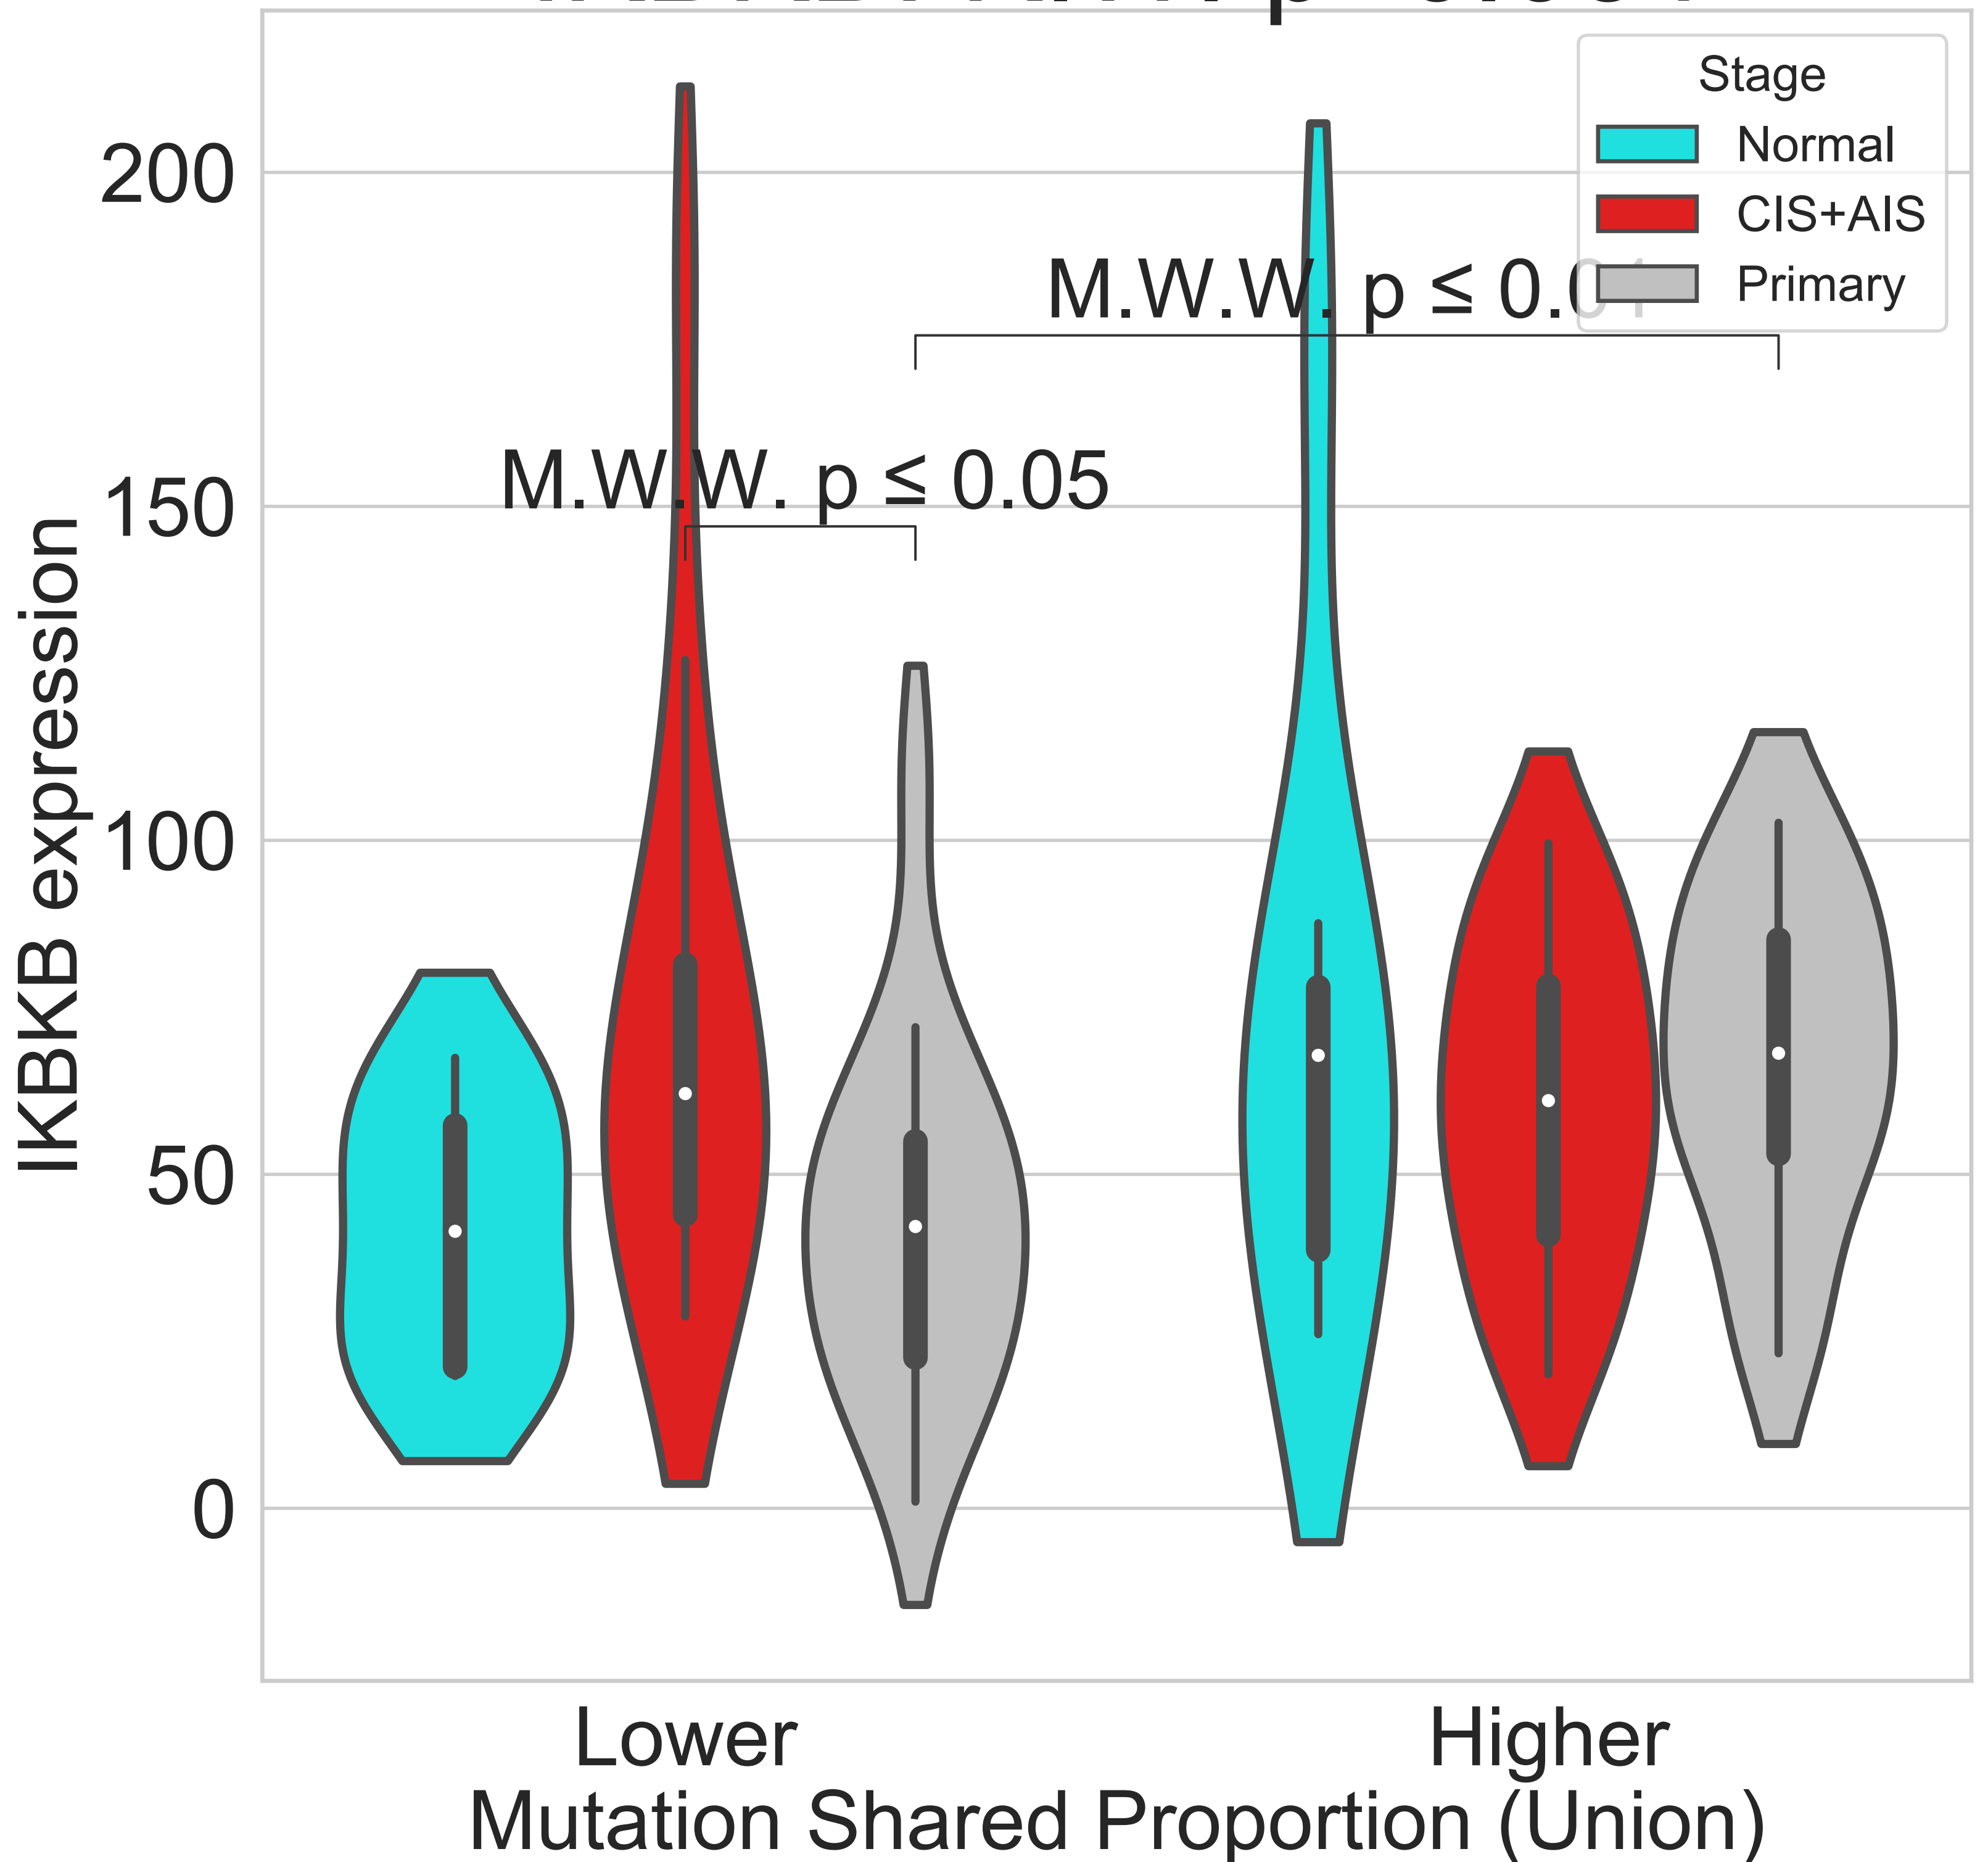 Stage
Normal
CIS+AIS
Primary
M.W.W. p ≤ 0.01
M.W.W. p ≤ 0.05
200
150
100
50
0
IKBKB expression
Lower
Higher
Mutation Shared Proportion (Union)